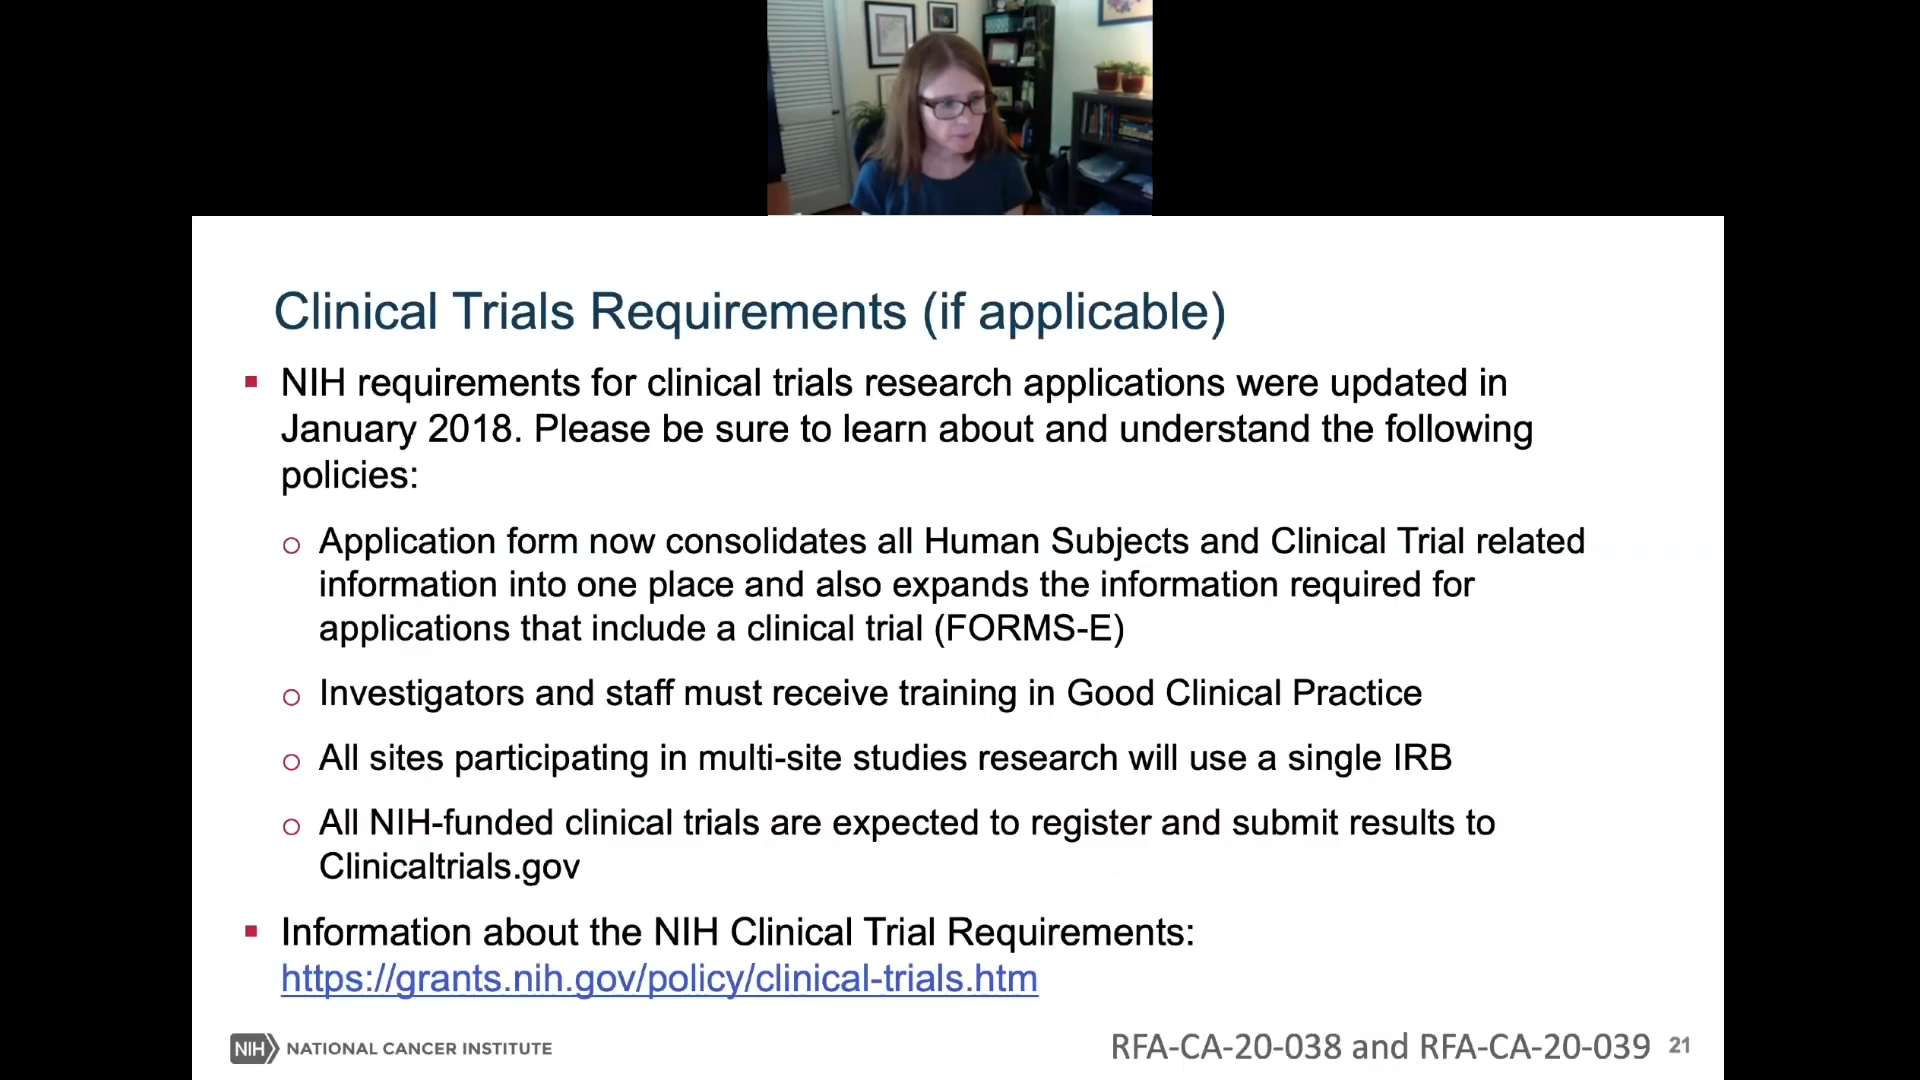 Clinical Trials Requirements (if applicable)
▪ NIH requirements for clinical trials research applications were updated in
January 2018. Please be sure to learn about and understand the following
policies:
o Application form now consolidates all Human Subjects and Clinical Trial related
information into one place and also expands the information required for
applications that include a clinical trial (FORMS-E)
o Investigators and staff must receive training in Good Clinical Practice
o All sites participating in multi-site studies research will use a single IRB
o All NIH-funded clinical trials are expected to register and submit results to
Clinicaltrials.gov
▪ Information about the NIH Clinical Trial Requirements:
https://grants.nih.gov/policy/clinical-trials.htm
NIH NATIONAL CANCER INSTITUTE
RFA-CA-20-038 and RFA-CA-20-039 21